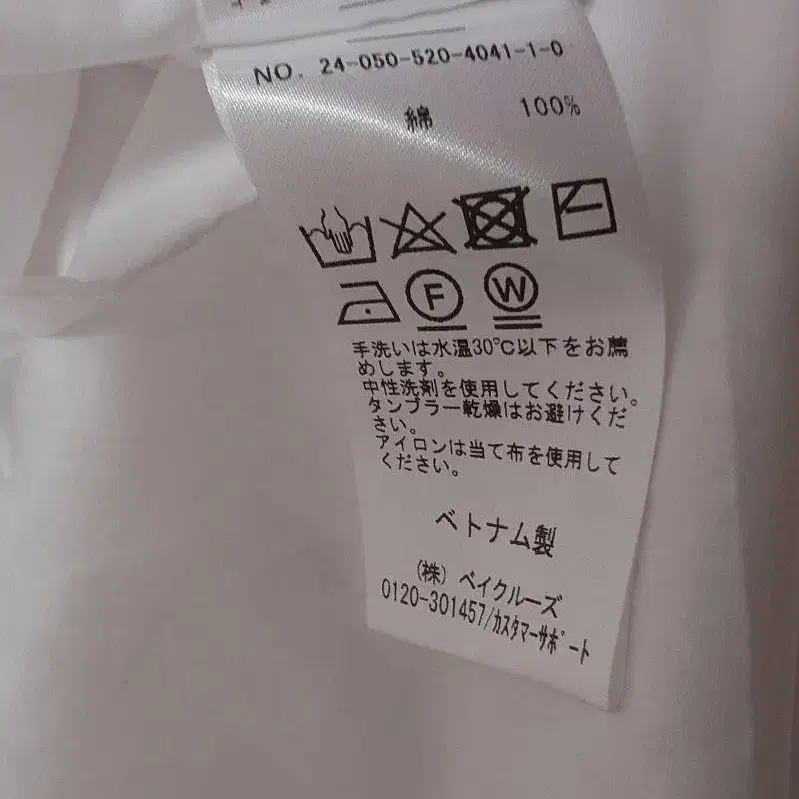 NO. 24-050-520-4041-1-0
綿 100%
F W
手洗いは水温30℃以下をお薦
めします。
中性洗剤を使用してください。
タンブラー乾燥はお避けくだ
さい。
アイロンは当て布を使用して
ください。
ベトナム製
(株) ベイクルーズ
0120-301457/カスタマーサポート